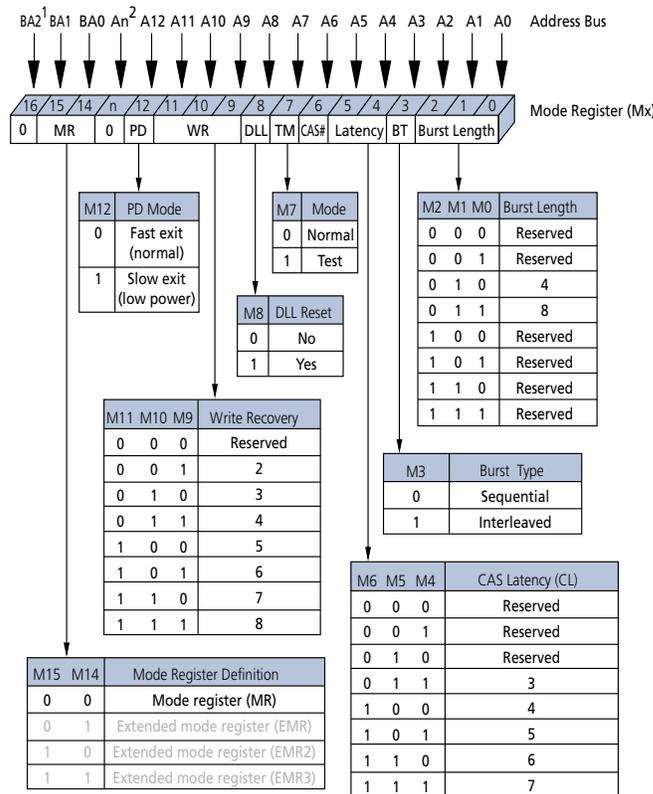 BA2¹ BA1 BA0 An² A12 A11 A10 A9 A8 A7 A6 A5 A4 A3 A2 A1 A0 Address Bus
16 15 14 n 12 11 10 9 8 7 6 5 4 3 2 1 0 Mode Register (Mx)
0 MR 0 PD WR DLL TM CAS# Latency BT Burst Length
M12 PD Mode
0 Fast exit
(normal)
1 Slow exit
(low power)
M7 Mode
0 Normal
1 Test
M2 M1 M0 Burst Length
0 0 0 Reserved
0 0 1 Reserved
0 1 0 4
0 1 1 8
1 0 0 Reserved
1 0 1 Reserved
1 1 0 Reserved
1 1 1 Reserved
M8 DLL Reset
0 No
1 Yes
M11 M10 M9 Write Recovery
0 0 0 Reserved
0 0 1 2
0 1 0 3
0 1 1 4
1 0 0 5
1 0 1 6
1 1 0 7
1 1 1 8
M3 Burst Type
0 Sequential
1 Interleaved
M6 M5 M4 CAS Latency (CL)
0 0 0 Reserved
0 0 1 Reserved
0 1 0 Reserved
0 1 1 3
1 0 0 4
1 0 1 5
1 1 0 6
1 1 1 7
M15 M14 Mode Register Definition
0 0 Mode register (MR)
0 1 Extended mode register (EMR)
1 0 Extended mode register (EMR2)
1 1 Extended mode register (EMR3)